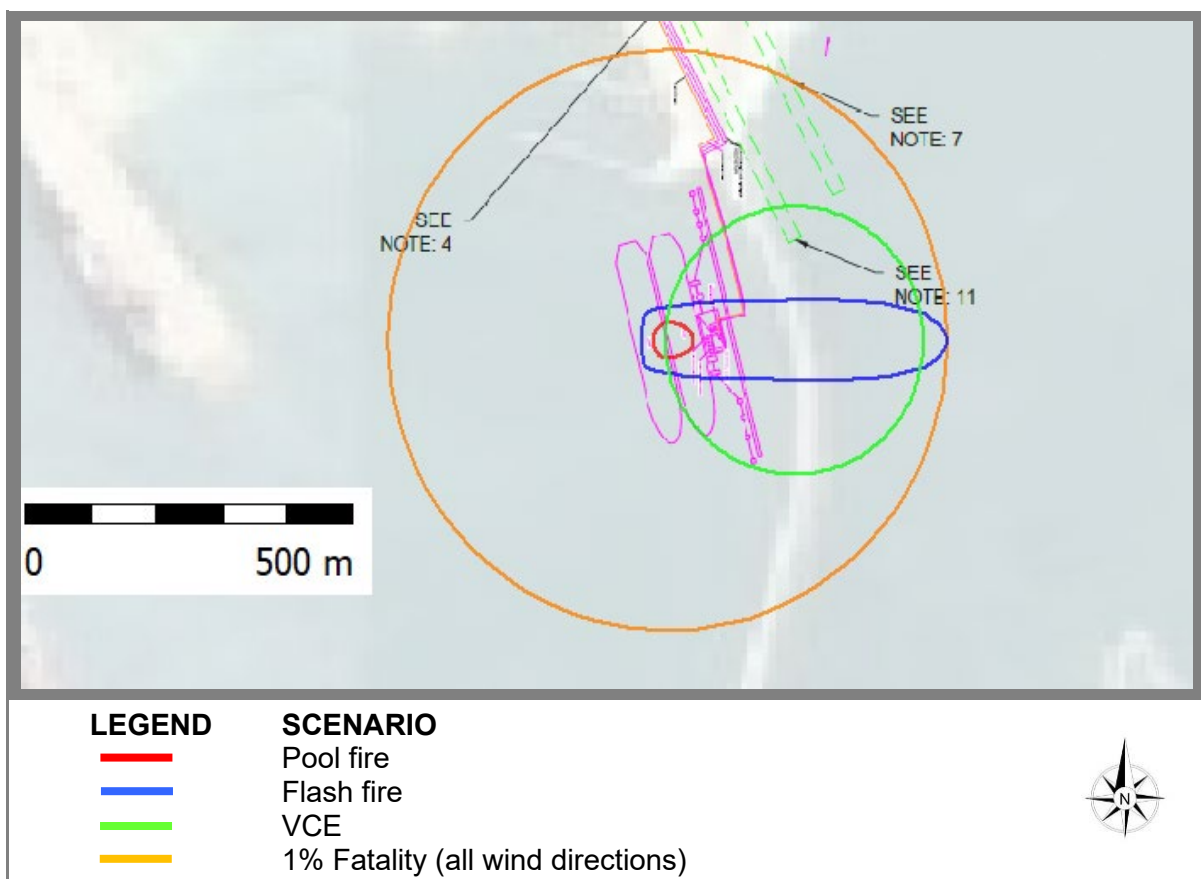 SEE
NOTE: 7
SEE
NOTE: 4
SEE
NOTE: 11
0 500 m
LEGEND SCENARIO
Pool fire
Flash fire
VCE
1% Fatality (all wind directions)
N